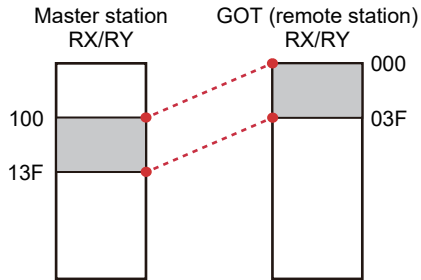 Master station
RX/RY
GOT (remote station)
RX/RY
000
100
03F
13F